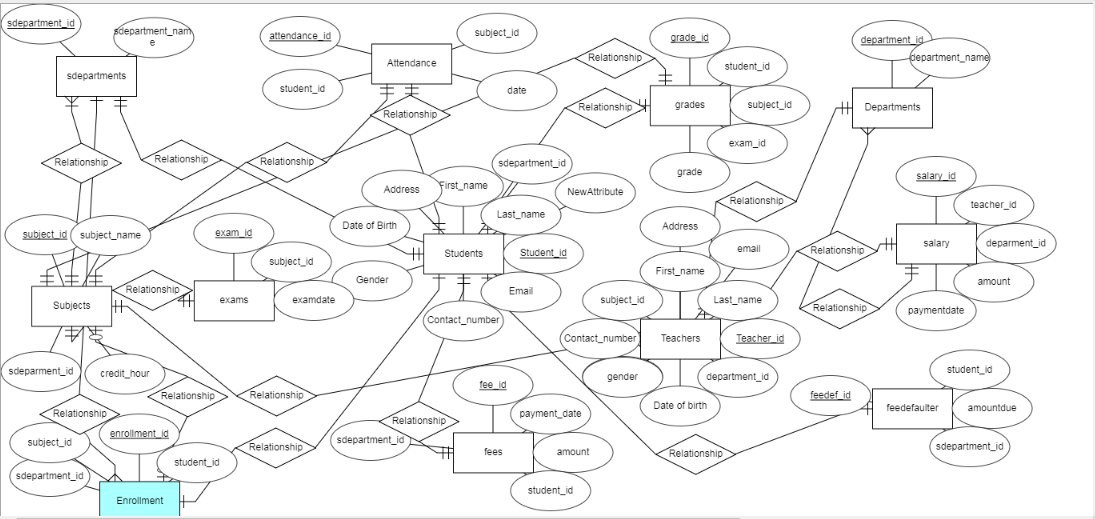 sdepartment_id
sdepartment_nam
e
sdepartments
attendance_id
subject_id
Attendance
student_id
date
Relationship
grade_id
student_id
grades
subject_id
exam_id
grade
Relationship
department_id
department_name
Departments
Relationship
Relationship
Relationship
Relationship
sdepartment_id
First_name
Address
NewAttribute
Last_name
Date of Birth
Students
Student_id
Gender
Email
Contact_number
subject_id
subject_name
Subjects
sdeparment_id
credit_hour
exam_id
subject_id
exams
examdate
Relationship
Relationship
Address
email
First_name
subject_id
Last_name
Contact_number
Teachers
Teacher_id
gender
department_id
Date of birth
salary_id
teacher_id
salary
deparment_id
amount
paymentdate
Relationship
Relationship
Relationship
Relationship
Relationship
Relationship
Relationship
fee_id
payment_date
sdepartment_id
fees
amount
student_id
student_id
feedef_id
feedefaulter
amountdue
sdepartment_id
Relationship
subject_id
enrollment_id
sdepartment_id
student_id
Enrollment